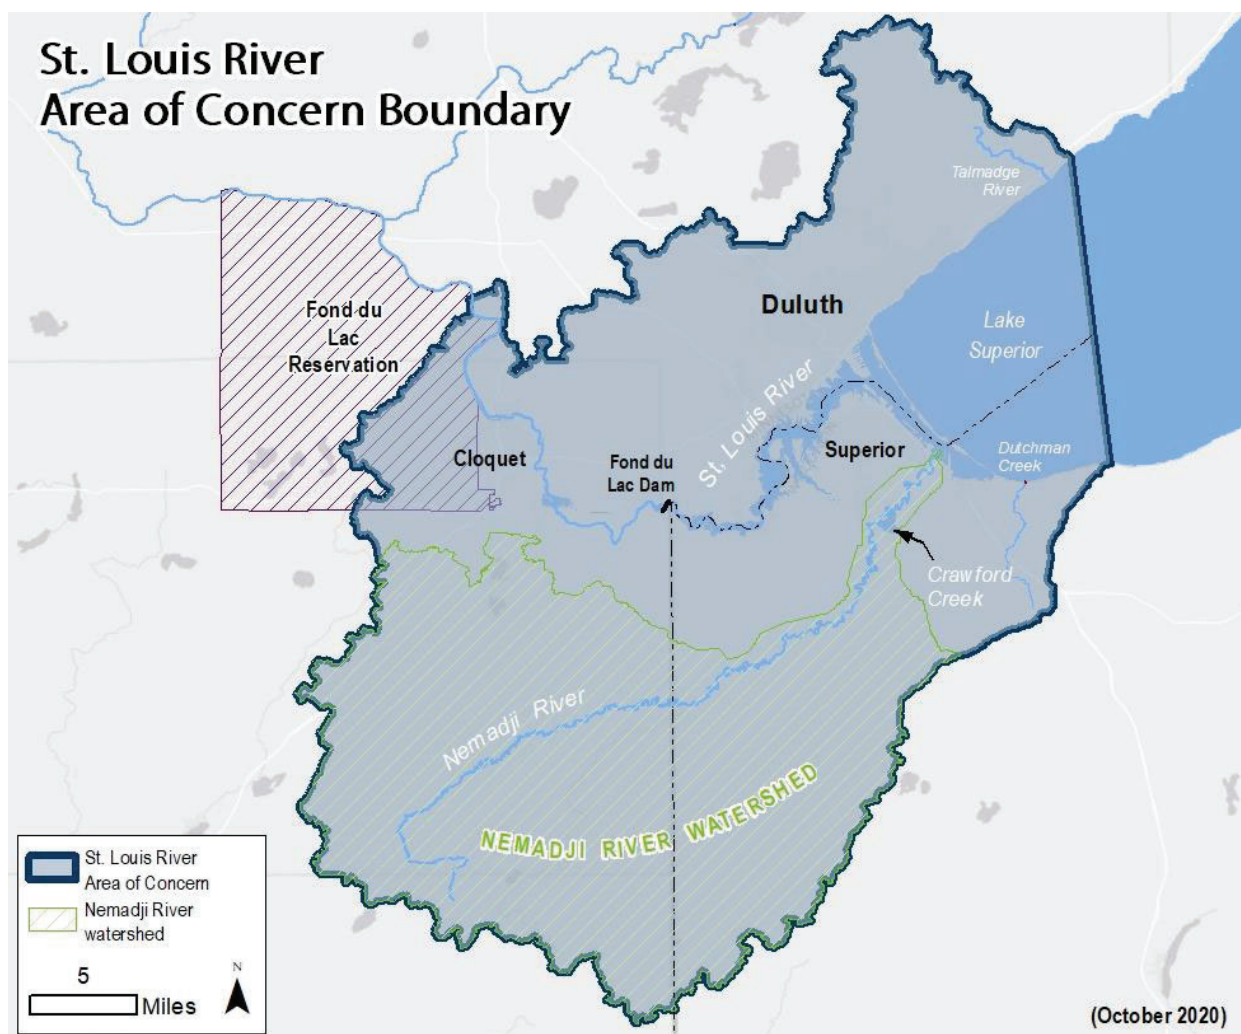 St. Louis River
Area of Concern Boundary
Talmadge
River
Fond du
Lac
Reservation
Duluth
Lake
Superior
St. Louis River
Cloquet
Fond du
Lac Dam
Superior
Dutchman
Creek
Crawford
Creek
Nemadji River
NEMADJI RIVER WATERSHED
St. Louis River
Area of Concern
Nemadji River
watershed
5
Miles
N
(October 2020)